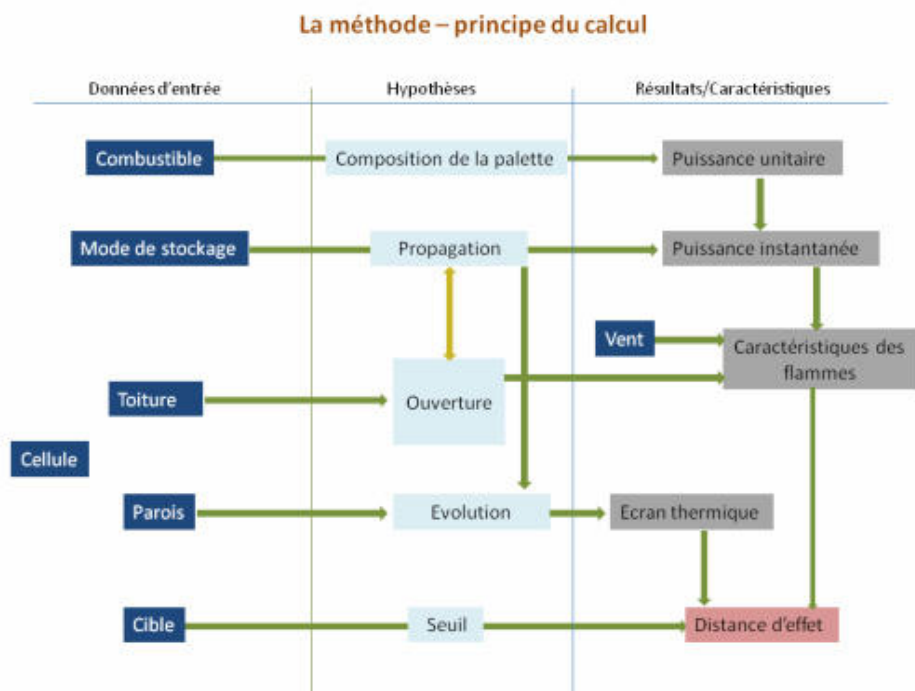 La méthode – principe du calcul
Données d'entrée
Hypothèses
Résultats/Caractéristiques
Combustible
Composition de la palette
Puissance unitaire
Mode de stockage
Propagation
Puissance instantanée
Vent
Caractéristiques des
flammes
Toiture
Ouverture
Cellule
Parois
Evolution
Ecran thermique
Cible
Seuil
Distance d'effet